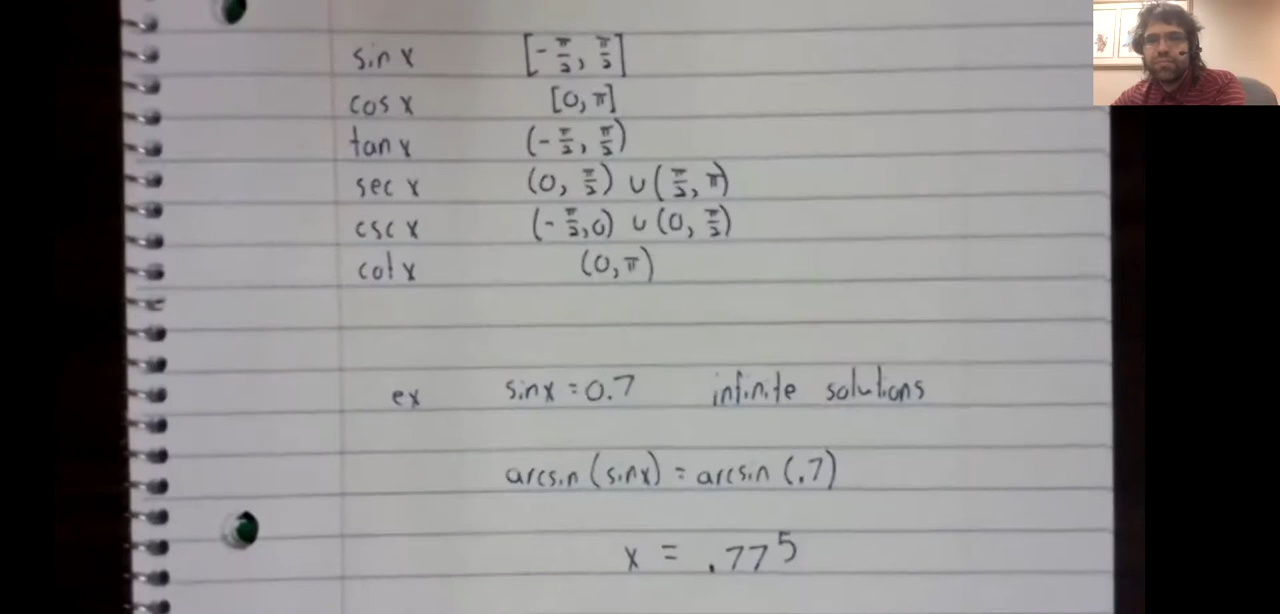 sin x [-π/2, π/2]
cos x [0, π]
tan x (-π/2, π/2)
sec x (0, π/2) ∪ (π/2, π)
csc x (-π/2, 0) ∪ (0, π/2)
cot x (0, π)
ex sin x = 0.7 infinite solutions
arcsin (sin x) = arcsin (.7)
x = .775